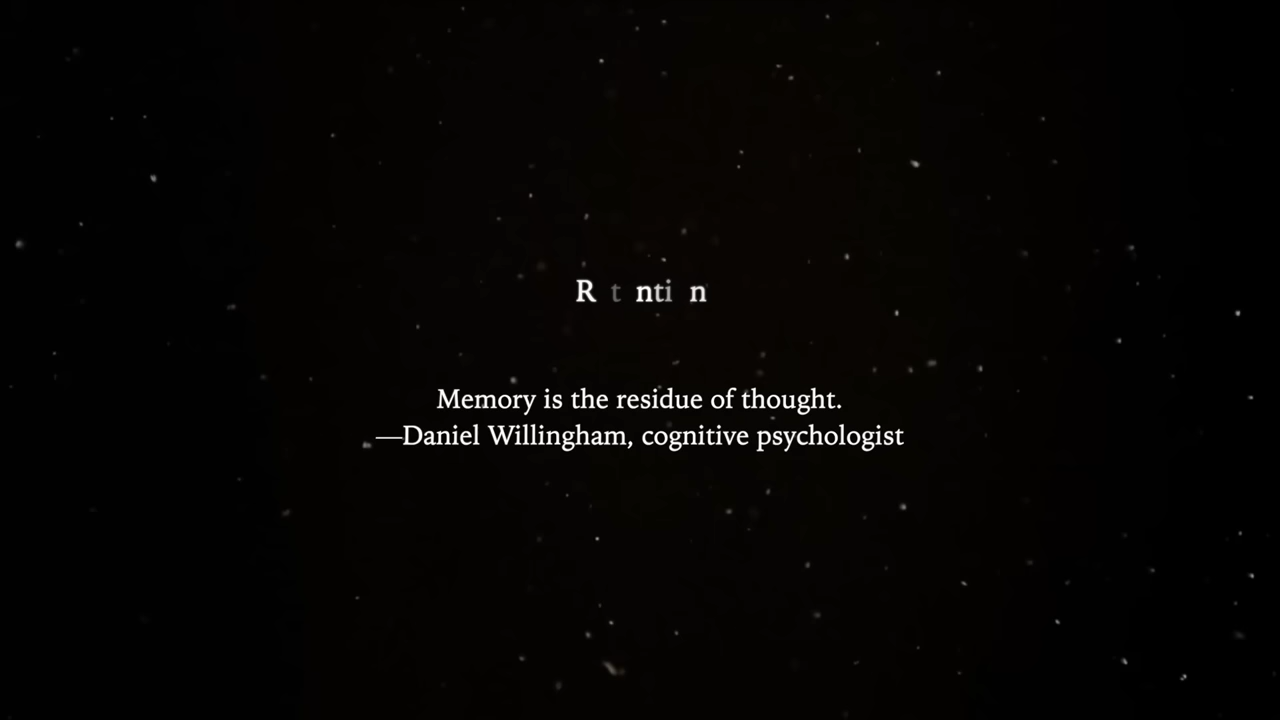 R t nti n
Memory is the residue of thought.
—Daniel Willingham, cognitive psychologist